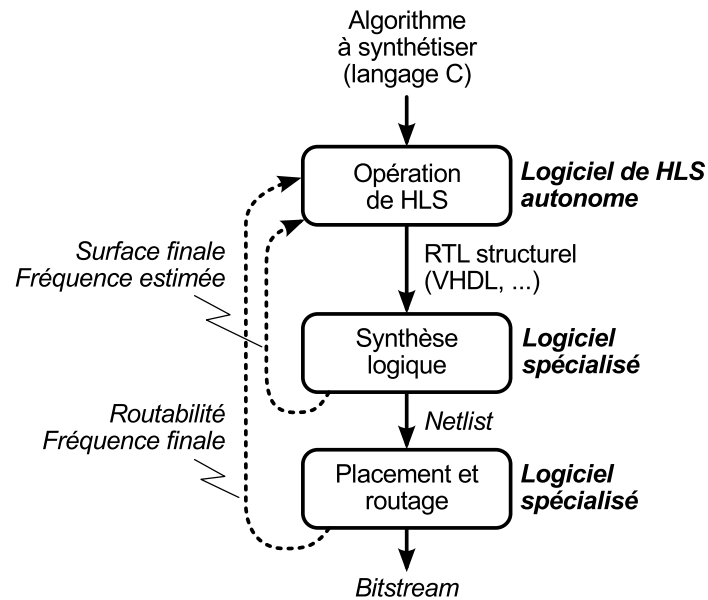 Algorithme
à synthétiser
(langage C)
Opération
de HLS
Logiciel de HLS
autonome
RTL structurel
(VHDL, ...)
Surface finale
Fréquence estimée
Synthèse
logique
Logiciel
spécialisé
Netlist
Routabilité
Fréquence finale
Placement et
routage
Logiciel
spécialisé
Bitstream